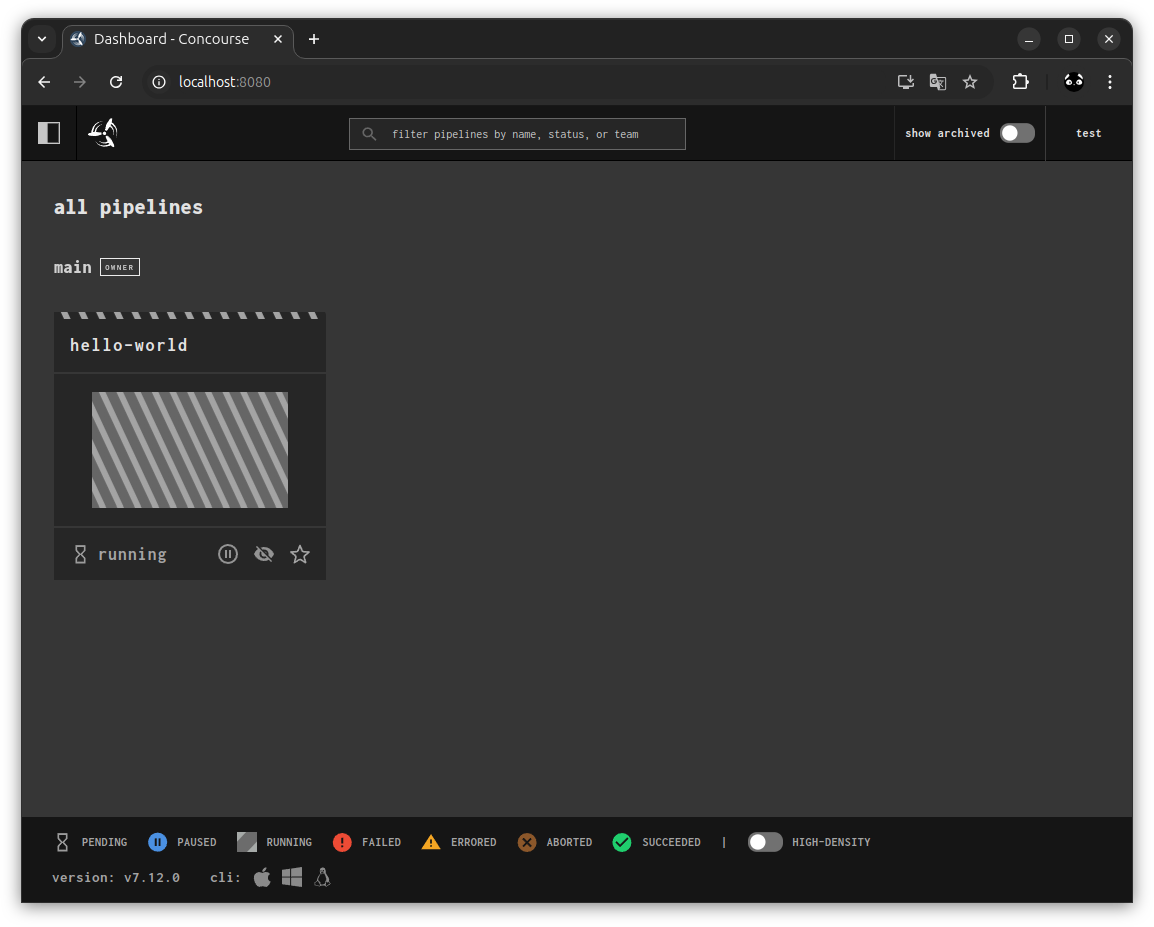 Dashboard - Concourse
localhost:8080
filter pipelines by name, status, or team
show archived
test
all pipelines
main OWNER
hello-world
running
PENDING PAUSED RUNNING FAILED ERRORED ABORTED SUCCEEDED | HIGH-DENSITY
version: v7.12.0 cli: